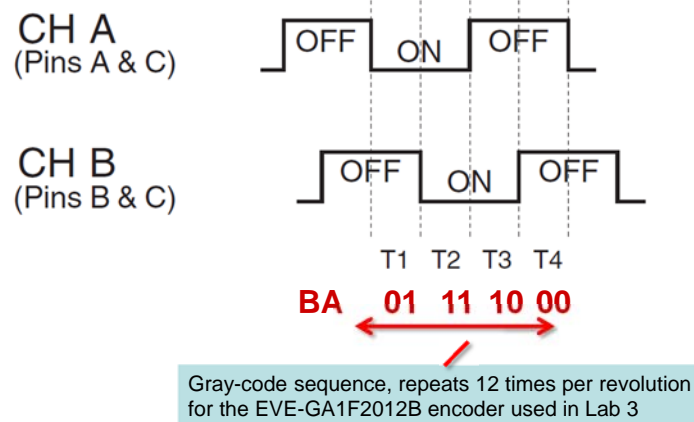 CH A
(Pins A & C)
OFF ON OFF
CH B
(Pins B & C)
OFF ON OFF
T1 T2 T3 T4
BA 01 11 10 00
Gray-code sequence, repeats 12 times per revolution
for the EVE-GA1F2012B encoder used in Lab 3